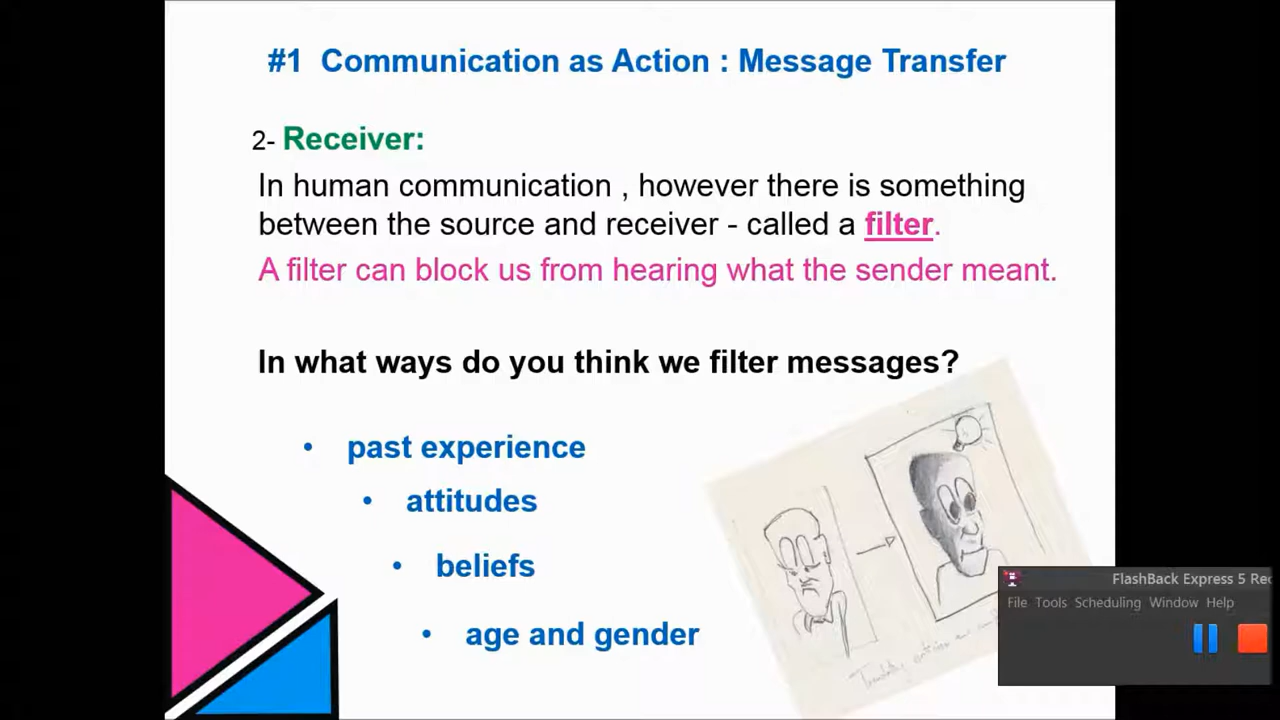 #1 Communication as Action : Message Transfer
2- Receiver:
In human communication , however there is something
between the source and receiver - called a filter.
A filter can block us from hearing what the sender meant.
In what ways do you think we filter messages?
• past experience
• attitudes
• beliefs
• age and gender
FlashBack Express 5 Rec
File Tools Scheduling Window Help